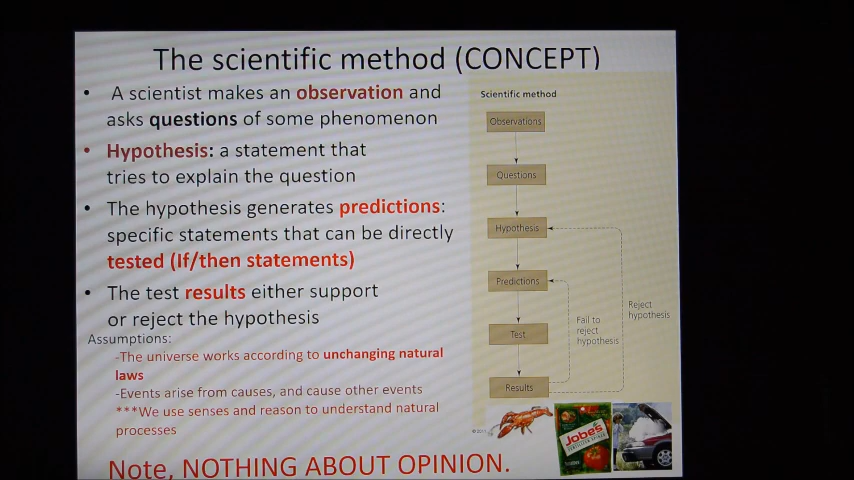 The scientific method (CONCEPT)
• A scientist makes an observation and
asks questions of some phenomenon
• Hypothesis: a statement that
tries to explain the question
• The hypothesis generates predictions:
specific statements that can be directly
tested (If/then statements)
• The test results either support
or reject the hypothesis
Assumptions:
-The universe works according to unchanging natural
laws
-Events arise from causes, and cause other events
***We use senses and reason to understand natural
processes
Note, NOTHING ABOUT OPINION.
Scientific method
Observations
Questions
Hypothesis
Predictions
Test
Results
Fail to
reject
hypothesis
Reject
hypothesis
Jobe's